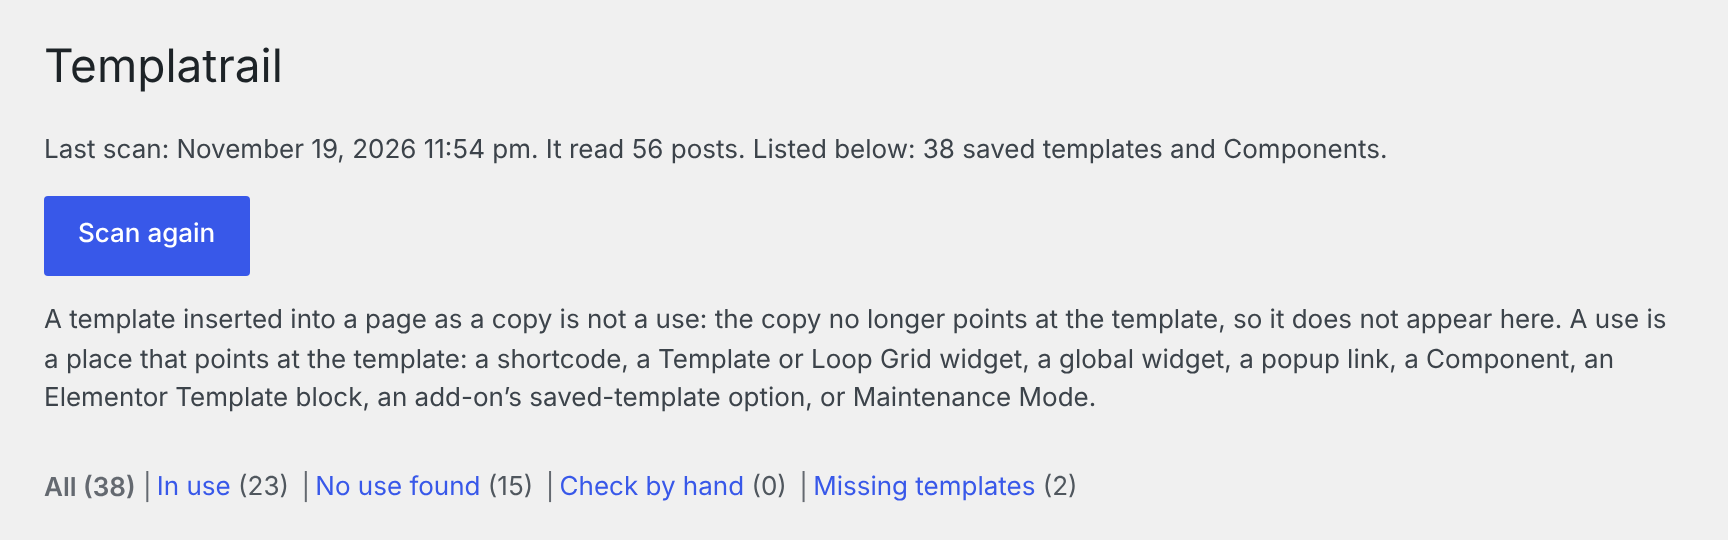 Templatrail
Last scan: November 19, 2026 11:54 pm. It read 56 posts. Listed below: 38 saved templates and Components.
Scan again
A template inserted into a page as a copy is not a use: the copy no longer points at the template, so it does not appear here. A use is
a place that points at the template: a shortcode, a Template or Loop Grid widget, a global widget, a popup link, a Component, an
Elementor Template block, an add-on’s saved-template option, or Maintenance Mode.
All (38) | In use (23) | No use found (15) | Check by hand (0) | Missing templates (2)